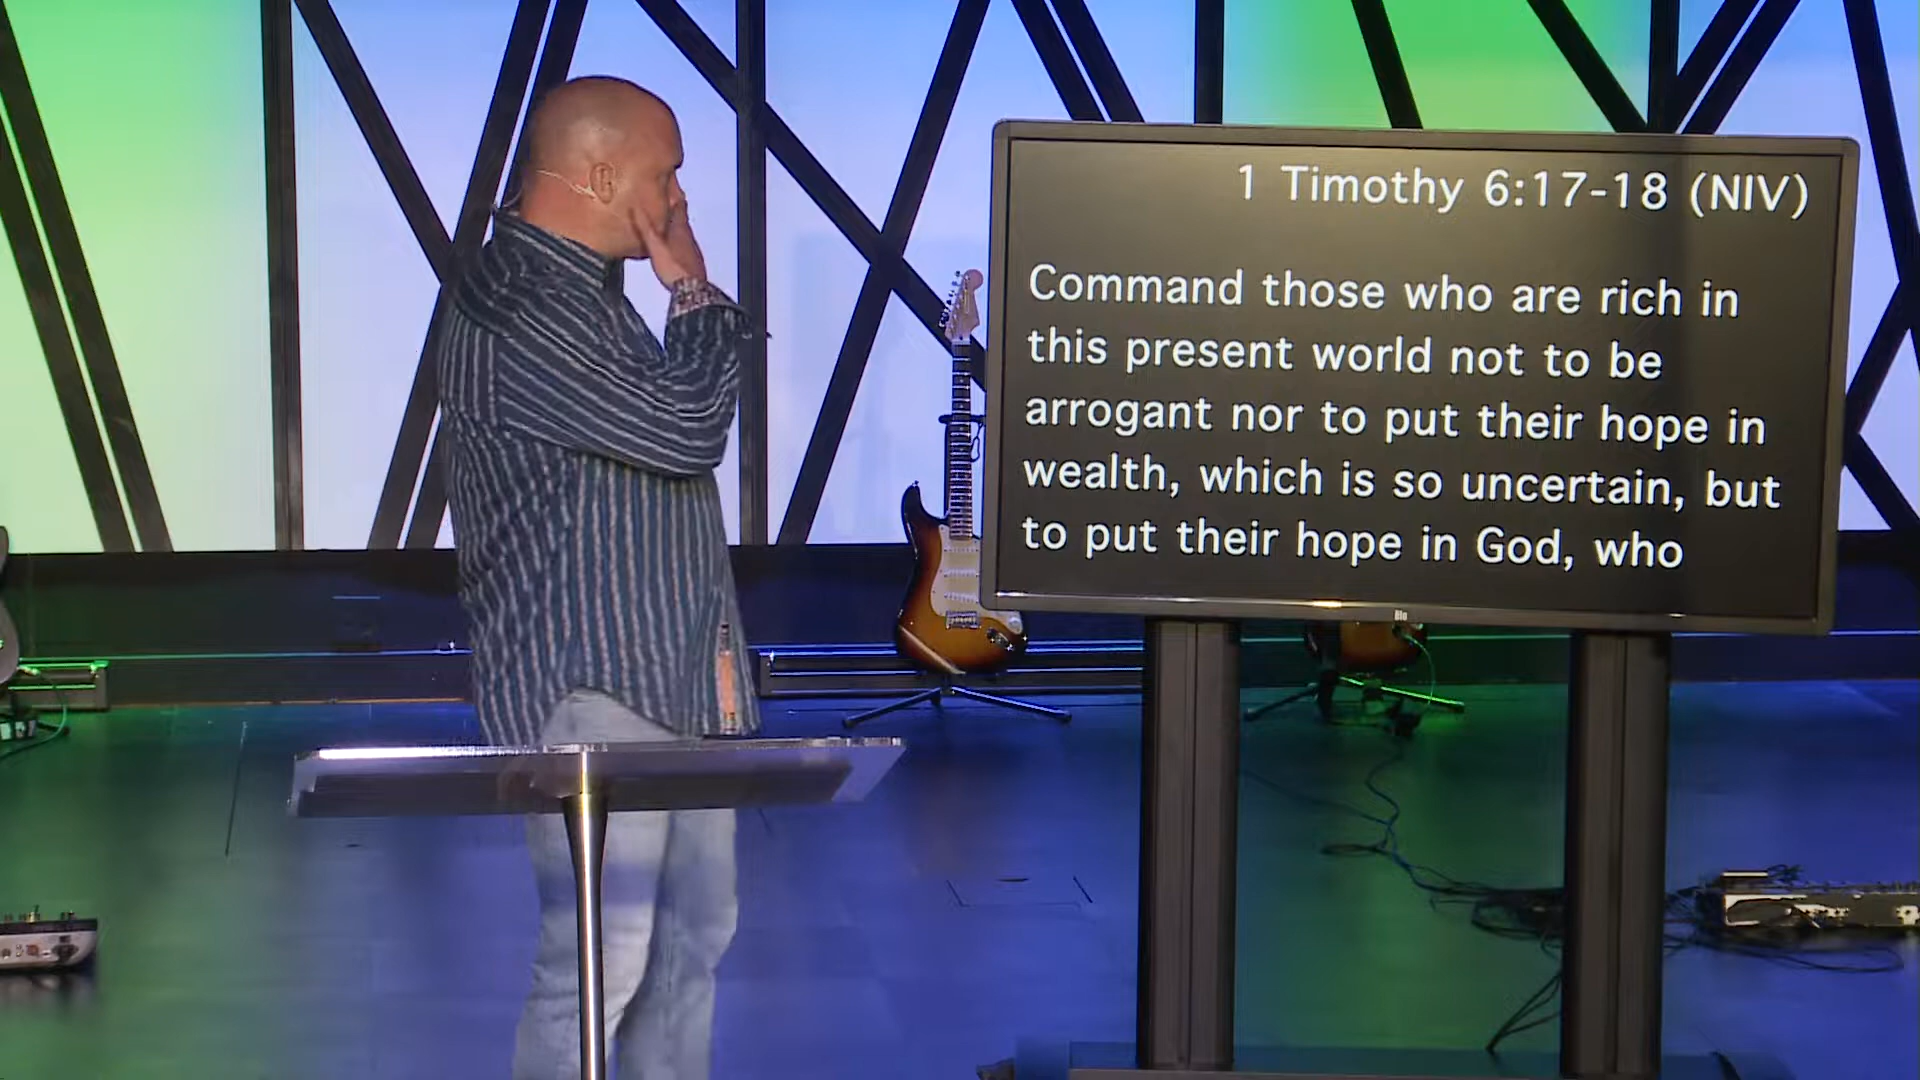 1 Timothy 6:17-18 (NIV)
Command those who are rich in
this present world not to be
arrogant nor to put their hope in
wealth, which is so uncertain, but
to put their hope in God, who